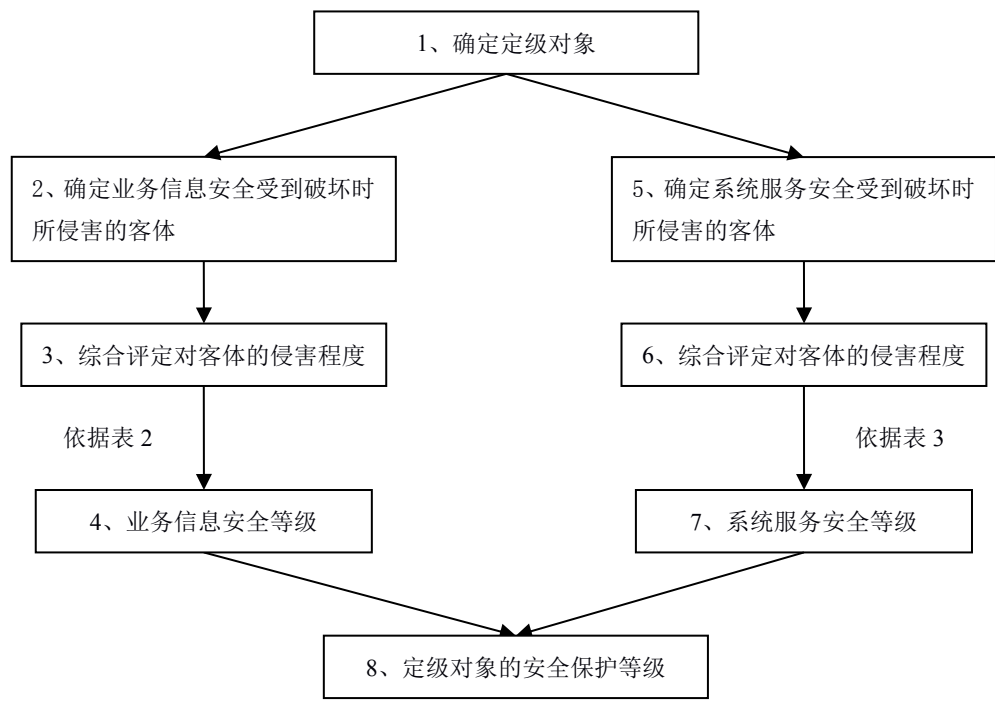 1、确定定级对象
2、确定业务信息安全受到破坏时
所侵害的客体
5、确定系统服务安全受到破坏时
所侵害的客体
3、综合评定对客体的侵害程度
6、综合评定对客体的侵害程度
依据表 2
依据表 3
4、业务信息安全等级
7、系统服务安全等级
8、定级对象的安全保护等级